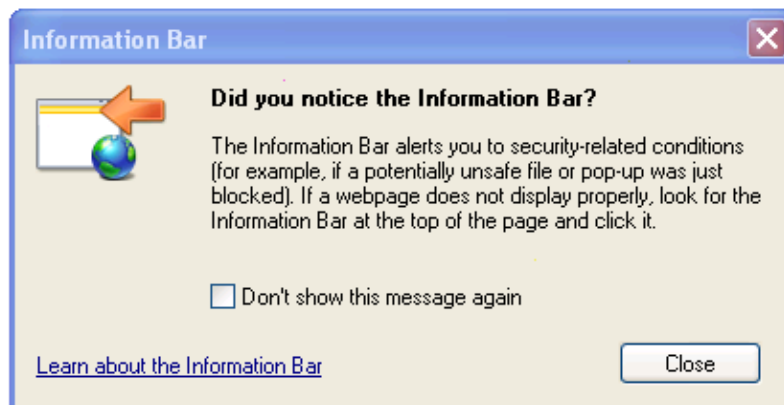 Information Bar
Did you notice the Information Bar?
The Information Bar alerts you to security-related conditions
(for example, if a potentially unsafe file or pop-up was just
blocked). If a webpage does not display properly, look for the
Information Bar at the top of the page and click it.
Don't show this message again
Learn about the Information Bar
Close